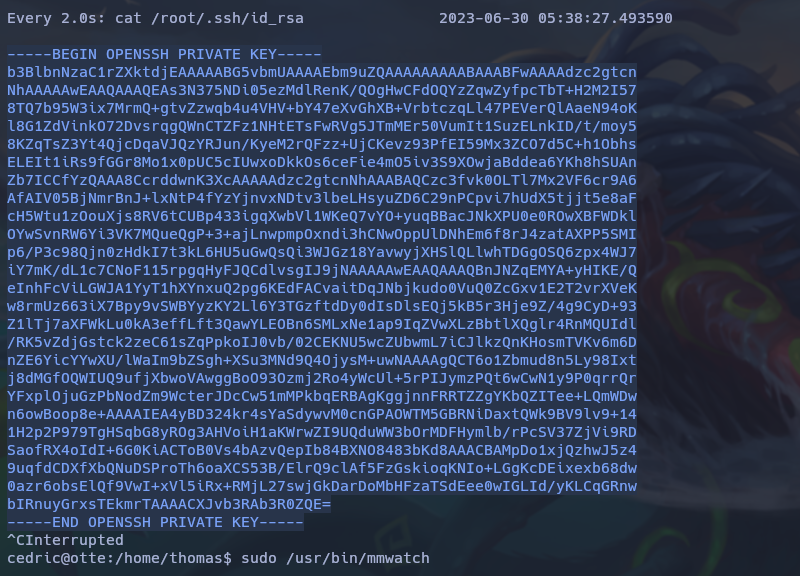 Every 2.0s: cat /root/.ssh/id_rsa 2023-06-30 05:38:27.493590
-----BEGIN OPENSSH PRIVATE KEY-----
b3BlbnNzaC1rZXktdjEAAAAABG5vbmUAAAAEbm9uZQAAAAAAAAABAAABFwAAAAdzc2gtcn
NhAAAAAwEAAQAAAQEAs3N375NDi05ezMdlRenK/QOgHwCFdOQYzZqwZyfpcTbT+H2M2I57
8TQ7b95W3ix7MrmQ+gtvZzwqb4u4VHV+bY47eXvGhXB+VrbtczqLl47PEVerQlAaeN94oK
l8G1ZdVinkO72DvsrqgQWnCTZFz1NHtETsFwRVg5JTmMEr50VumIt1SuzELnkID/t/moy5
8KZqTsZ3Yt4QjcDqaVJQzYRJun/KyeM2rQFzz+UjCKevz93PfEI59Mx3ZCO7d5C+h1Obhs
ELEIt1iRs9fGGr8Mo1x0pUC5cIUwxoDkkOs6ceFie4mO5iv3S9XOwjaBddea6YKh8hSUAn
Zb7ICCfYzQAAA8CcrddwnK3XcAAAAAdzc2gtcnNhAAABAQCzc3fvk0OLTl7Mx2VF6cr9A6
AfAIV05BjNmrBnJ+lxNtP4fYzYjnvxNDtv3lbeLHsyuZD6C29nPCpvi7hUdX5tjjt5e8aF
cH5Wtu1zOouXjs8RV6tCUBp433igqXwbVl1WKeQ7vYO+yuqBBacJNkXPU0e0ROwXBFWDkl
OYwSvnRW6Yi3VK7MQueQgP+3+ajLnwpmpOxndi3hCNwOppUlDNhEm6f8rJ4zatAXPP5SMI
p6/P3c98Qjn0zHdkI7t3kL6HU5uGwQsQi3WJGz18YavwyjXHSlQLlwhTDGgOSQ6zpx4WJ7
iY7mK/dL1c7CNoF115rpgqHyFJQCdlvsgIJ9jNAAAAAwEAAQAAAQBnJNZqEMYA+yHIKE/Q
eInhFcViLGWJA1YyT1hXYnxuQ2pg6KEdFACvaitDqJNbjkudo0VuQ0ZcGxv1E2T2vrXVeK
w8rmUz663iX7Bpy9vSWBYyzKY2Ll6Y3TGzftdDy0dIsDlsEQj5kB5r3Hje9Z/4g9CyD+93
Z1lTj7aXFWkLu0kA3effLft3QawYLEOBn6SMLxNe1ap9IqZVwXLzBbtlXQglr4RnMQUIdl
/RK5vZdjGstck2zeC61sZqPpkoIJ0vb/02CEKNU5wcZUbwmL7iCJlkzQnKHosmTVKv6m6D
nZE6YicYYwXU/lWaIm9bZSgh+XSu3MNd9Q4OjysM+uwNAAAAgQCT6o1Zbmud8n5Ly98Ixt
j8dMGfOQWIUQ9ufjXbwoVAwggBoO93Ozmj2Ro4yWcUl+5rPIJymzPQt6wCwN1y9P0qrrQr
YFxplOjuGzPbNodZm9WcterJDcCw51mMPkbqERBAgKggjnnFRRTZZgYKbQZITee+LQmWDw
n6owBoop8e+AAAAIEA4yBD324kr4sYaSdywvM0cnGPAOWTM5GBRNiDaxtQWk9BV9lv9+14
1H2p2P979TgHSqbG8yROg3AHVoiH1aKWrwZI9UQduWW3bOrMDFHymlb/rPcSV37ZjVi9RD
SaofRX4oIdI+6G0KiACToB0Vs4bAzvQepIb84BXNO8483bKd8AAACBAMpDo1xjQzhwJ5z4
9uqfdCDXfXbQNuDSProTh6oaXCS53B/ElrQ9clAf5FzGskioqKNIo+LGgKcDEixexb68dw
0azr6obsElQf9VwI+xVl5iRx+RMjL27swjGkDarDoMbHFzaTSdEee0wIGLId/yKLCqGRnw
bIRnuyGrxsTEkmrTAAAACXJvb3RAb3R0ZQE=
-----END OPENSSH PRIVATE KEY-----
^CInterrupted
cedric@otte:/home/thomas$ sudo /usr/bin/mmwatch